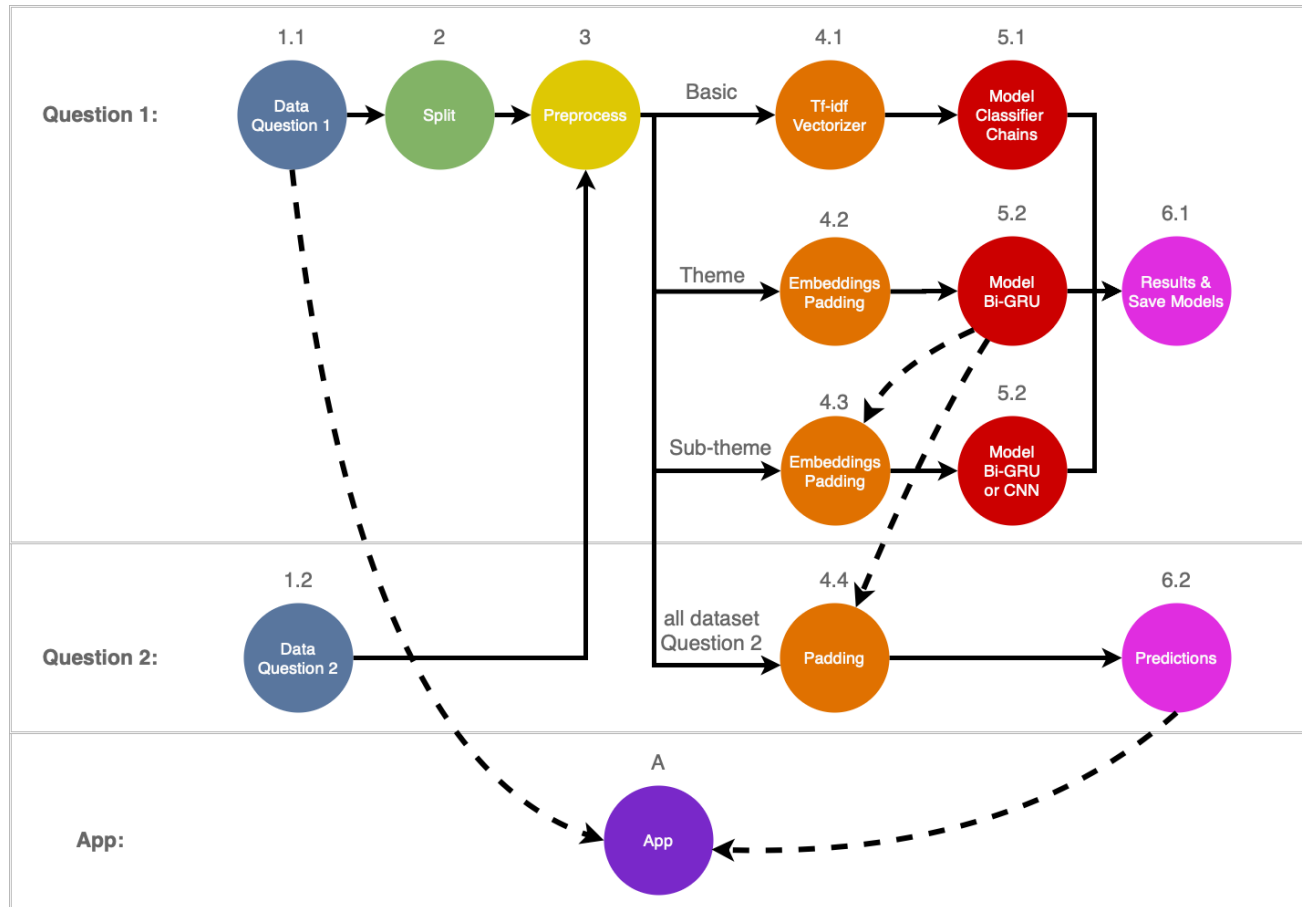 1.1
2
3
4.1
5.1
Question 1:
Data
Question 1
Split
Preprocess
Basic
Tf-idf
Vectorizer
Model
Classifier
Chains
4.2
5.2
6.1
Theme
Embeddings
Padding
Model
Bi-GRU
Results &
Save Models
4.3
5.2
Sub-theme
Embeddings
Padding
Model
Bi-GRU
or CNN
1.2
4.4
6.2
Question 2:
Data
Question 2
all dataset
Question 2
Padding
Predictions
A
App:
App